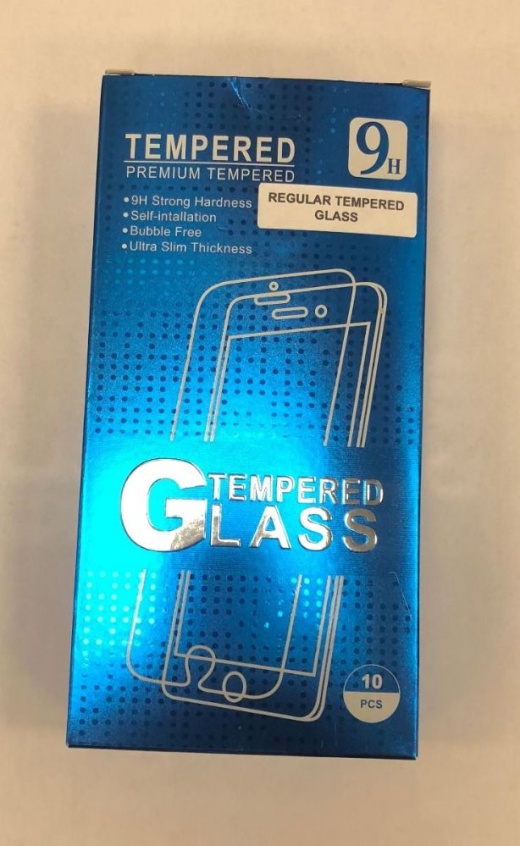 TEMPERED
PREMIUM TEMPERED
9H
•9H Strong Hardness
•Self-intallation
•Bubble Free
•Ultra Slim Thickness
REGULAR TEMPERED
GLASS
TEMPERED
GLASS
10
PCS